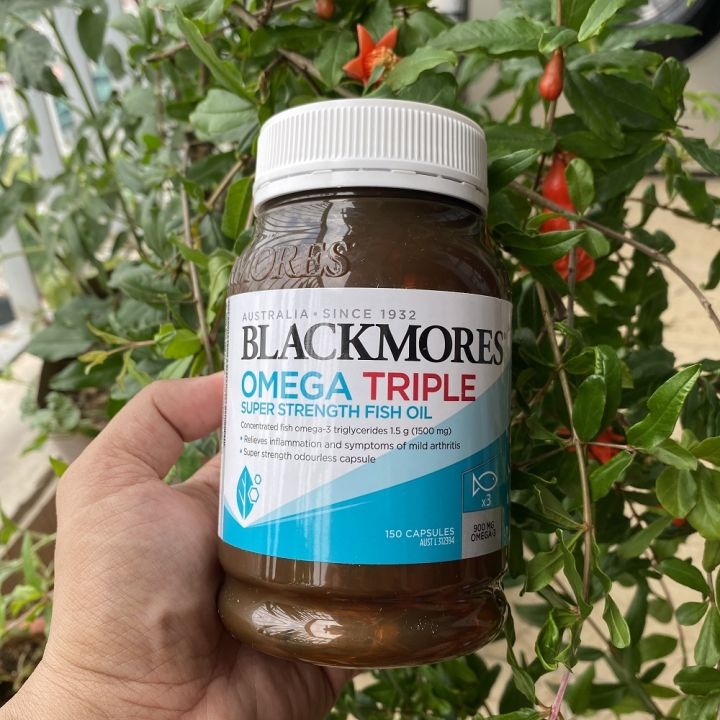 MORES
AUSTRALIA • SINCE 1932
BLACKMORES
OMEGA TRIPLE
SUPER STRENGTH FISH OIL
Concentrated fish omega-3 triglycerides 1.5 g (1500 mg)
• Relieves inflammation and symptoms of mild arthritis
• Super strength odourless capsule
x3
150 CAPSULES
AUST L 312994
900 MG
OMEGA-3